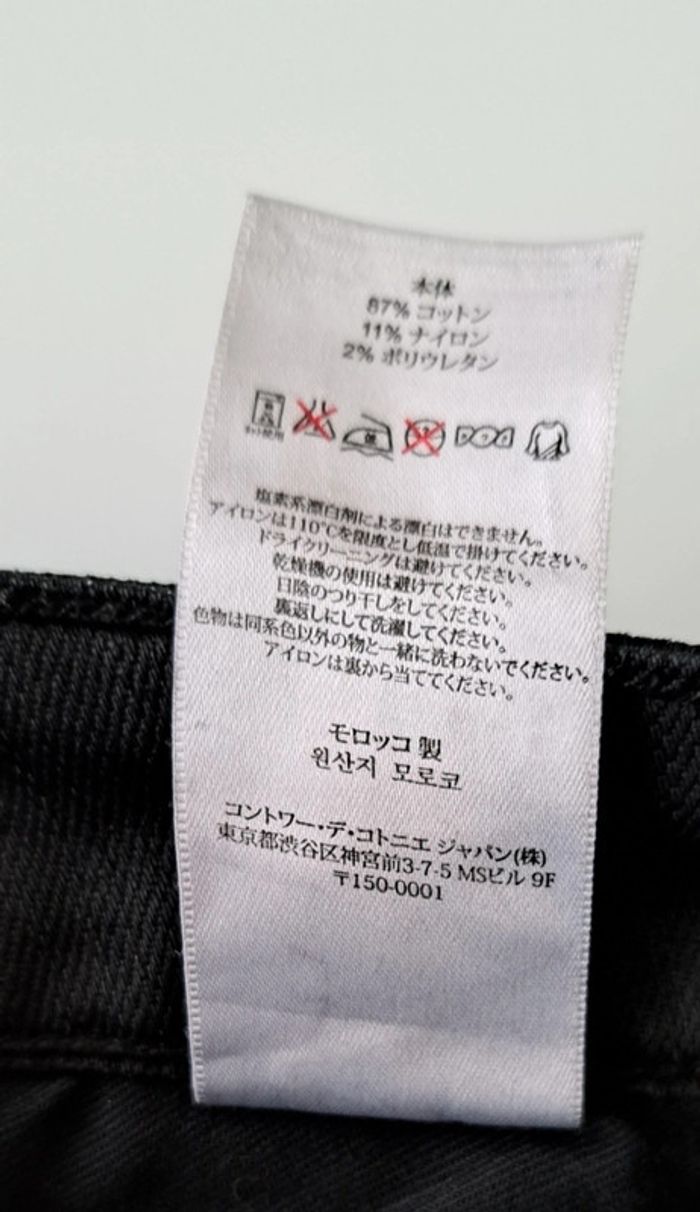 本体
87% コットン
11% ナイロン
2% ポリウレタン
ネット使用
塩素系漂白剤による漂白はできません。
アイロンは110°Cを限度とし低温で掛けてください。
ドライクリーニングは避けてください。
乾燥機の使用は避けてください。
日陰のつり干しをしてください。
裏返しにして洗濯してください。
色物は同系色以外の物と一緒に洗わないでください。
アイロンは裏から当ててください。
モロッコ 製
원산지 모로코
コントワー・デ・コトニエ ジャパン(株)
東京都渋谷区神宮前3-7-5 MSビル 9F
〒150-0001